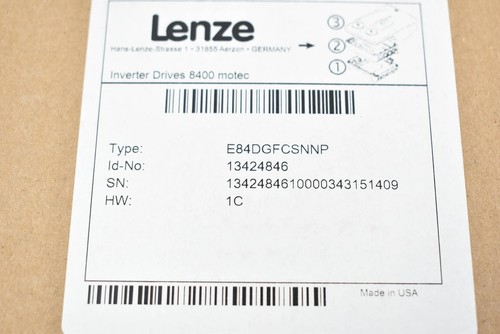 Lenze
Hans-Lenze-Strasse 1 • 31855 Aerzen • GERMANY
③
②
①
Inverter Drives 8400 motec
Type: E84DGFCSNNP
Id-No: 13424846
SN: 1342484610000343151409
HW: 1C
Made in USA